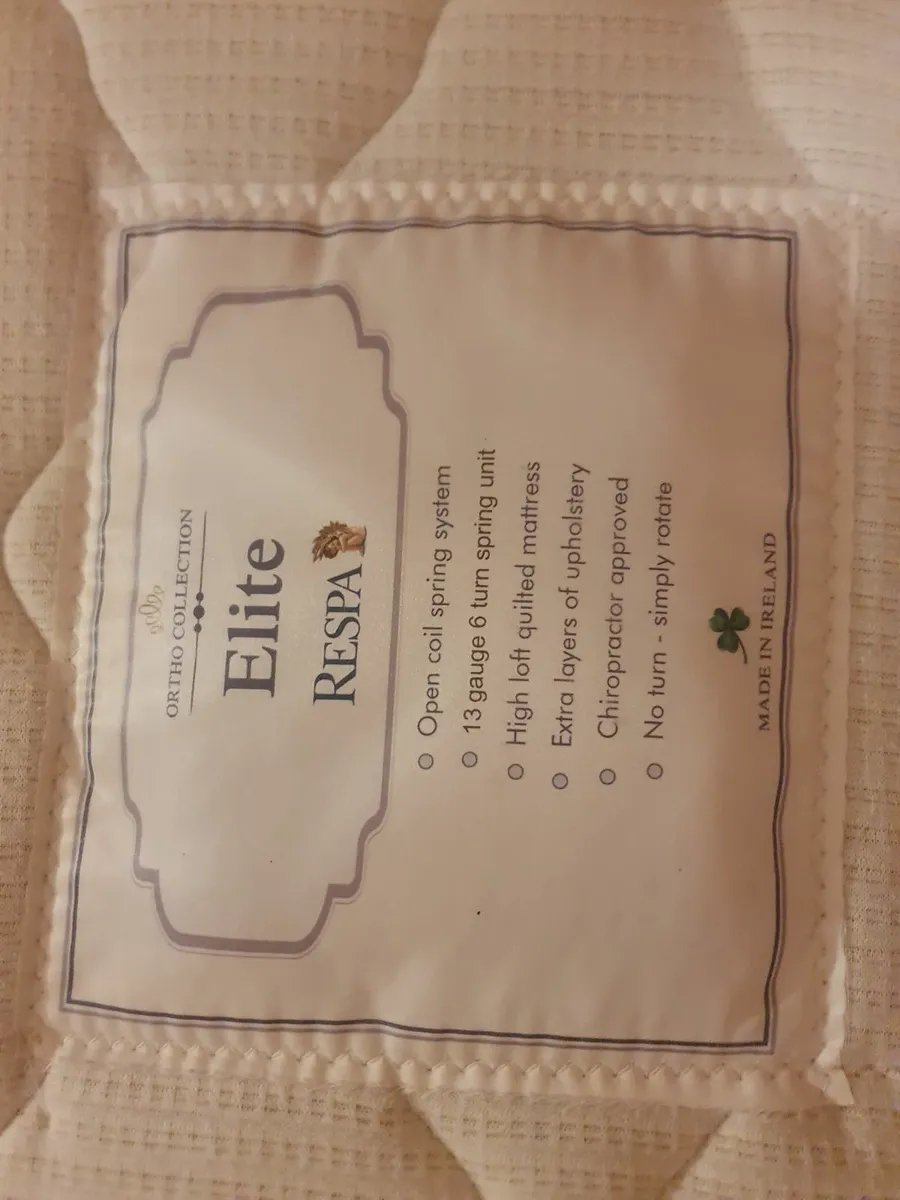 ORTHO COLLECTION
Elite
RESPA
Open coil spring system
13 gauge 6 turn spring unit
High loft quilted mattress
Extra layers of upholstery
Chiropractor approved
No turn - simply rotate
MADE IN IRELAND